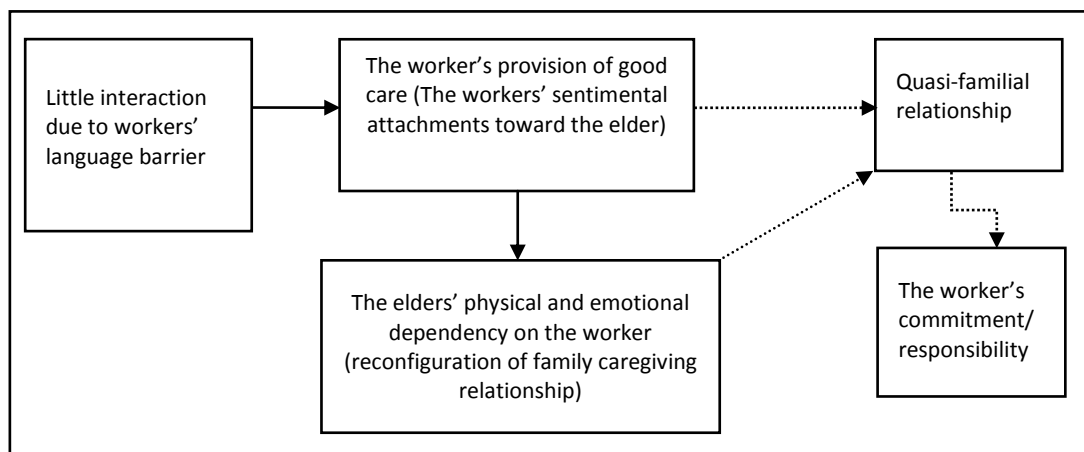 Little interaction
due to workers’
language barrier
The worker’s provision of good
care (The workers’ sentimental
attachments toward the elder)
Quasi-familial
relationship
The elders’ physical and emotional
dependency on the worker
(reconfiguration of family caregiving
relationship)
The worker’s
commitment/
responsibility